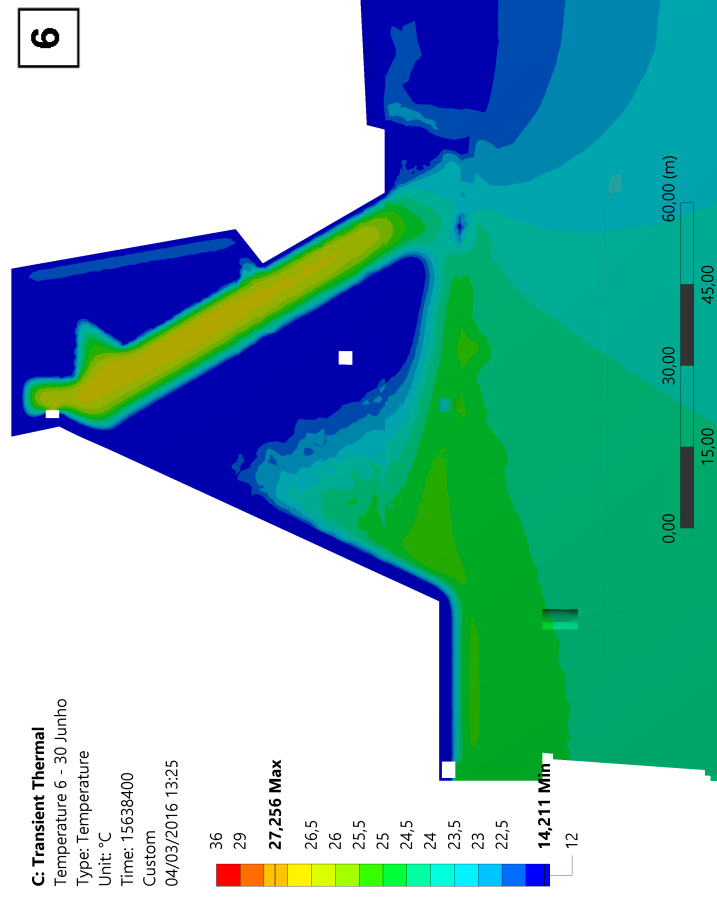 6
C: Transient Thermal
Temperature 6 - 30 Junho
Type: Temperature
Unit: °C
Time: 15638400
Custom
04/03/2016 13:25
36
29
27,256 Max
26,5
26
25,5
25
24,5
24
23,5
23
22,5
14,211 Min
12
0,00
15,00
30,00
45,00
60,00 (m)